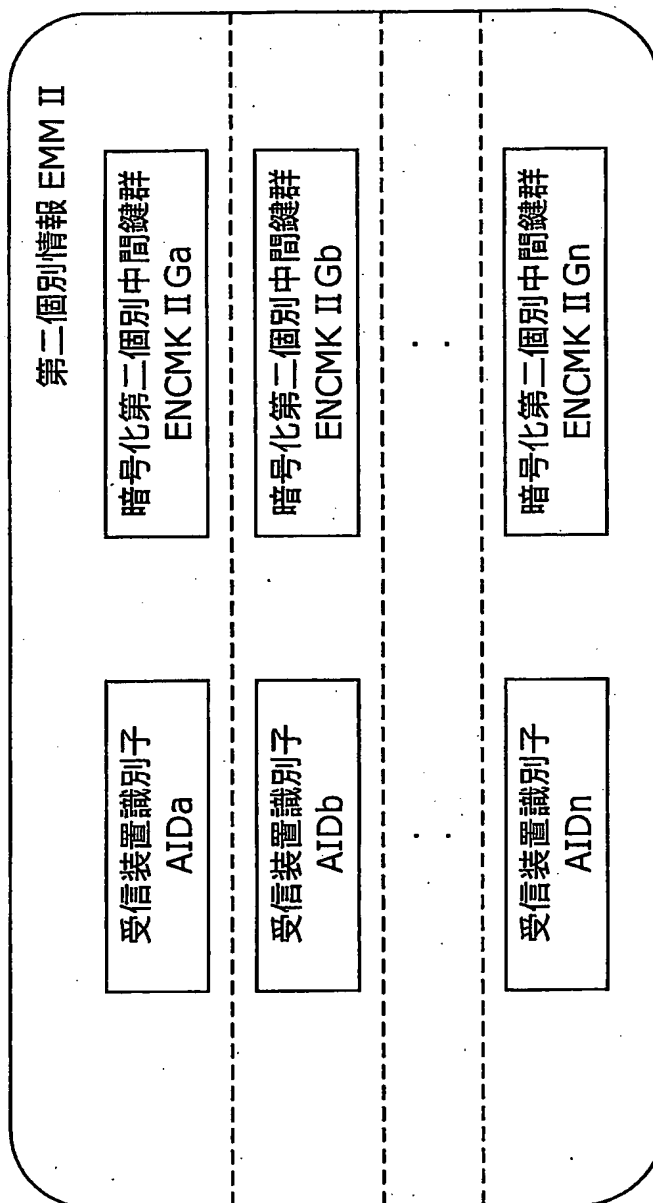 第二個別情報 EMM II
受信装置識別子
AIDa
暗号化第二個別中間鍵群
ENCMK II Ga
受信装置識別子
AIDb
暗号化第二個別中間鍵群
ENCMK II Gb
受信装置識別子
AIDn
暗号化第二個別中間鍵群
ENCMK II Gn